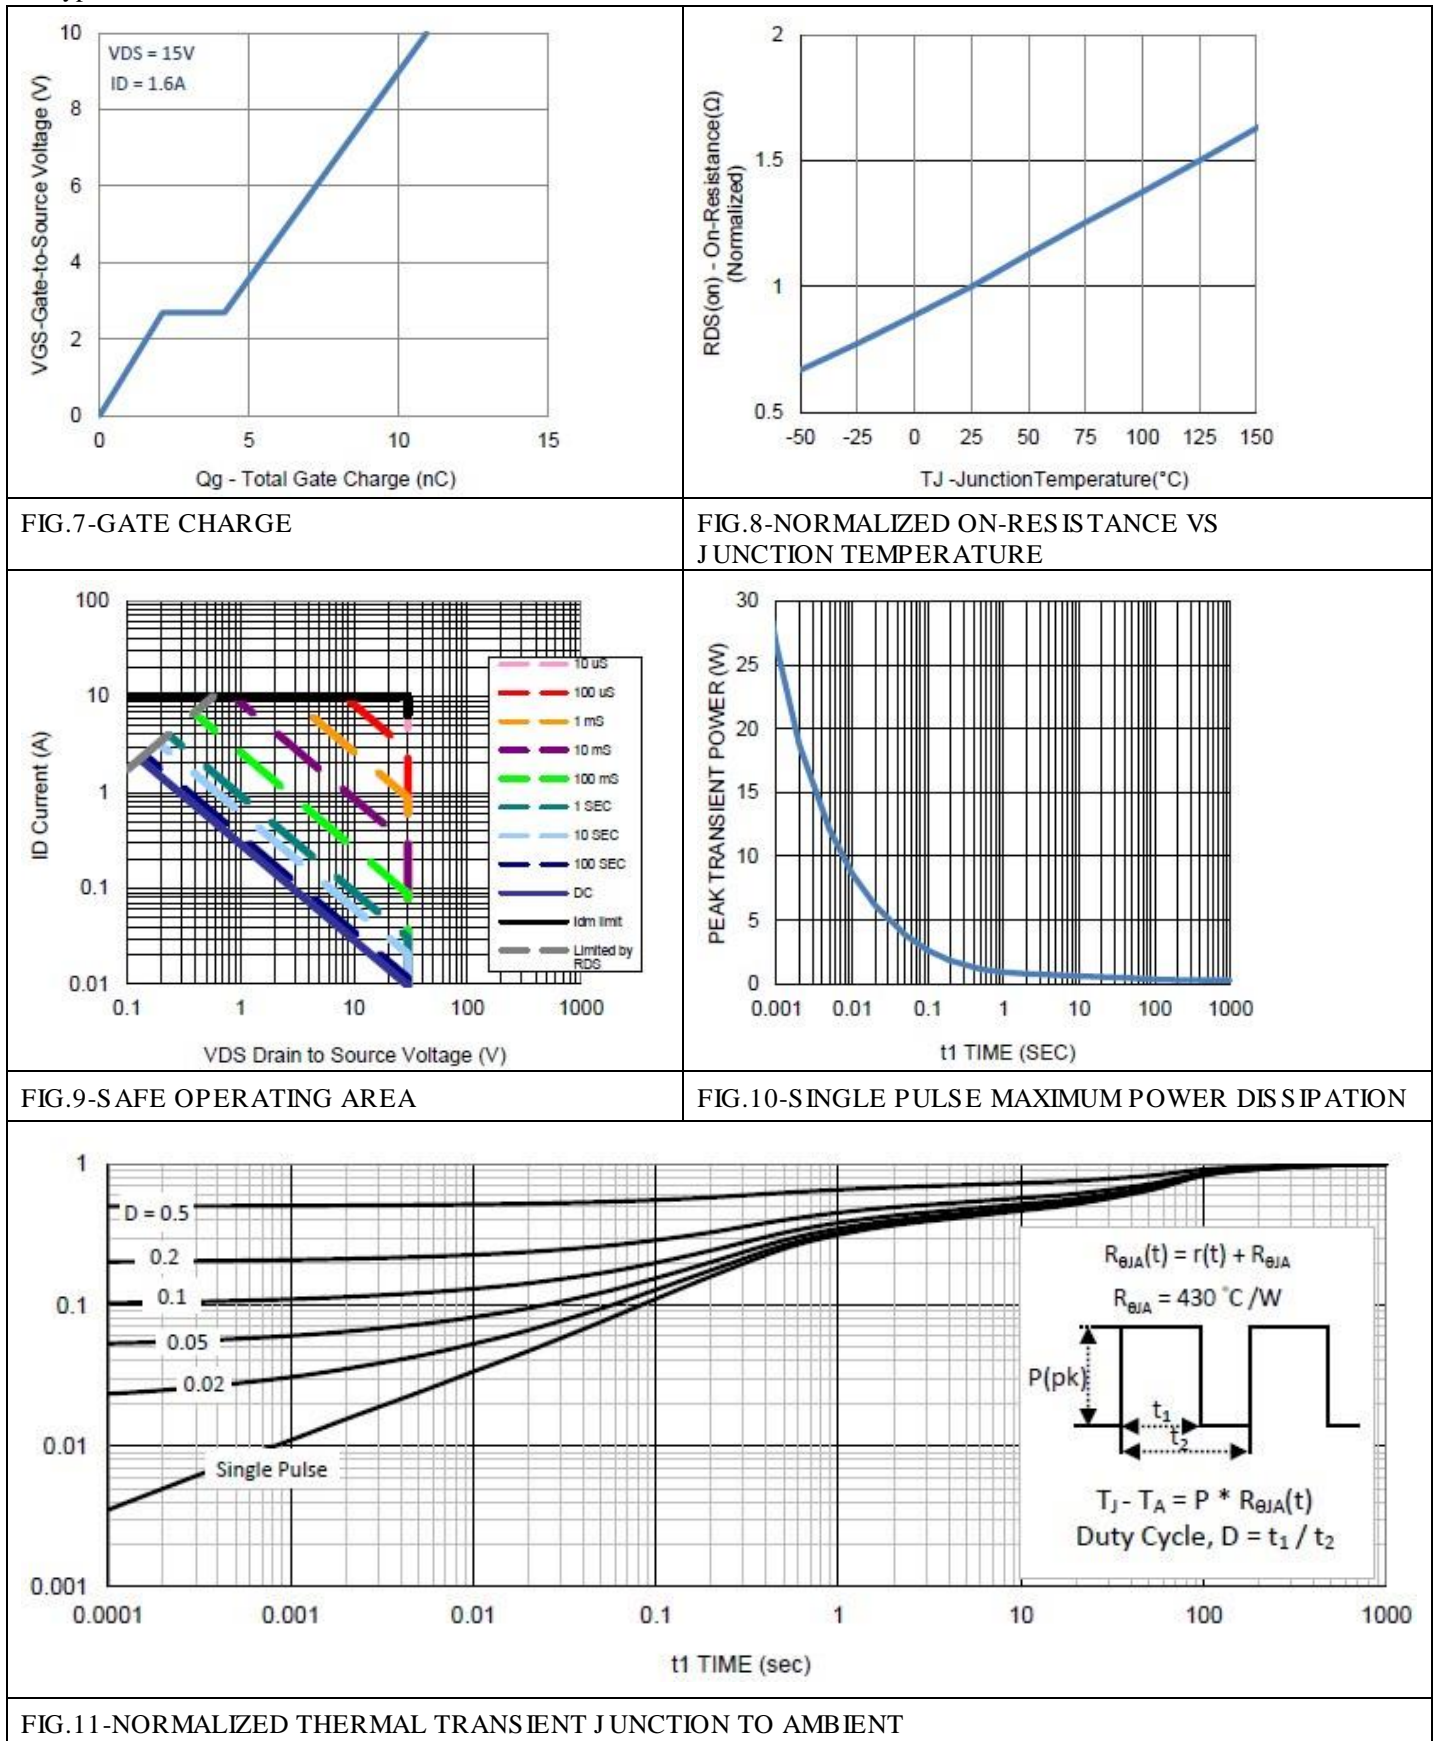 10
8
6
4
2
0
VDS = 15V
ID = 1.6A
VGS-Gate-to-Source Voltage (V)
0 5 10 15
Qg - Total Gate Charge (nC)
2
1.5
1
0.5
RDS(on) - On-Resistance(Ω)
(Normalized)
-50 -25 0 25 50 75 100 125 150
TJ -JunctionTemperature(°C)
FIG.7-GATE CHARGE
FIG.8-NORMALIZED ON-RESISTANCE VS
JUNCTION TEMPERATURE
100
10
1
0.1
0.01
ID Current (A)
10 uS
100 uS
1 mS
10 mS
100 mS
1 SEC
10 SEC
100 SEC
DC
Idm limit
Limited by
RDS
0.1 1 10 100 1000
VDS Drain to Source Voltage (V)
30
25
20
15
10
5
0
PEAK TRANSIENT POWER (W)
0.001 0.01 0.1 1 10 100 1000
t1 TIME (SEC)
FIG.9-SAFE OPERATING AREA
FIG.10-SINGLE PULSE MAXIMUM POWER DISSIPATION
1
0.1
0.01
0.001
D = 0.5
0.2
0.1
0.05
0.02
Single Pulse
RθJA(t) = r(t) + RθJA
RθJA = 430 °C /W
P(pk)
t1
t2
TJ - TA = P * RθJA(t)
Duty Cycle, D = t1 / t2
0.0001 0.001 0.01 0.1 1 10 100 1000
t1 TIME (sec)
FIG.11-NORMALIZED THERMAL TRANSIENT JUNCTION TO AMBIENT